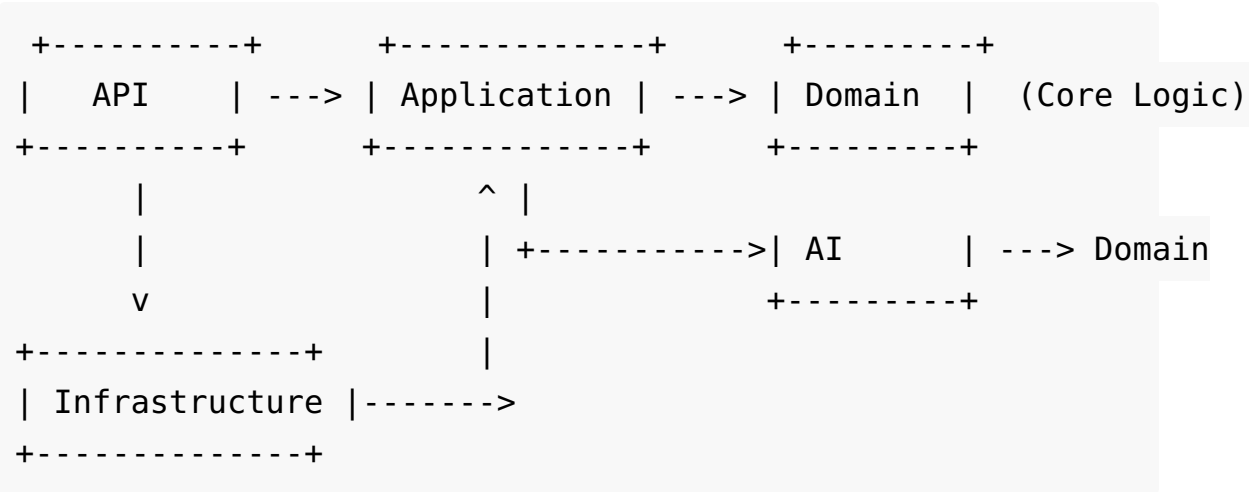 +----------+      +-------------+      +---------+
|   API    | ---> | Application | ---> | Domain  |  (Core Logic)
+----------+      +-------------+      +---------+
      |                  ^ |
      |                  | +----------->| AI      | ---> Domain
      v                  |              +---------+
+--------------+         |
| Infrastructure |------->
+--------------+